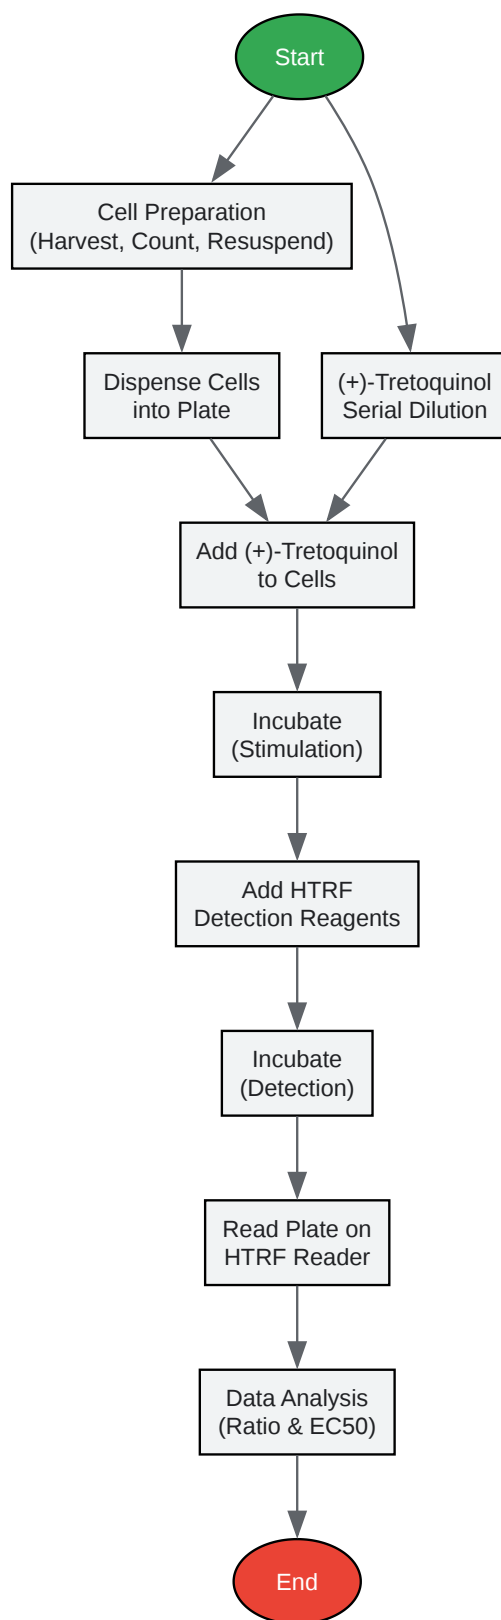 Start
Cell Preparation
(Harvest, Count, Resuspend)
Dispense Cells
into Plate
(+)-Tretoquinol
Serial Dilution
Add (+)-Tretoquinol
to Cells
Incubate
(Stimulation)
Add HTRF
Detection Reagents
Incubate
(Detection)
Read Plate on
HTRF Reader
Data Analysis
(Ratio & EC50)
End